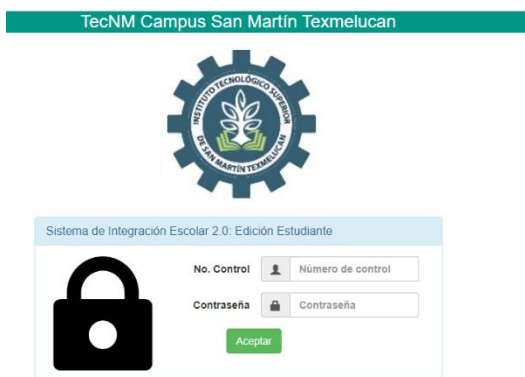 TecNM Campus San Martín Texmelucan
INSTITUTO TECNOLÓGICO SUPERIOR
DE SAN MARTÍN TEXMELUCAN
Sistema de Integración Escolar 2.0: Edición Estudiante
No. Control Número de control
Contraseña Contraseña
Aceptar